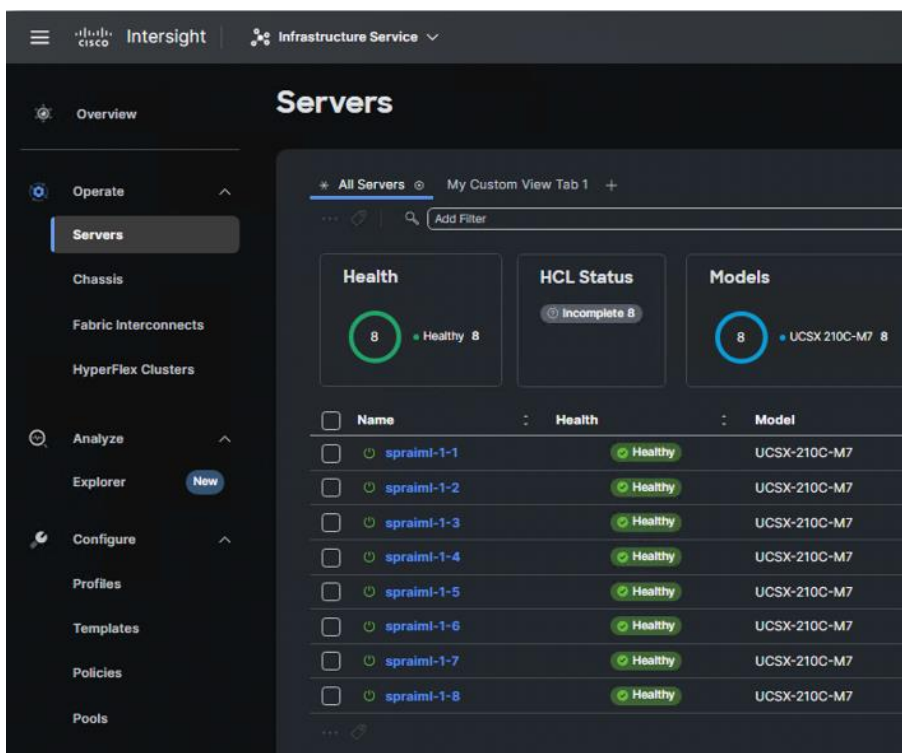 cisco Intersight Infrastructure Service
Overview
Operate
Servers
Chassis
Fabric Interconnects
HyperFlex Clusters
Analyze
Explorer New
Configure
Profiles
Templates
Policies
Pools
Servers
All Servers My Custom View Tab 1 +
Add Filter
Health
8 Healthy 8
HCL Status
Incomplete 8
Models
8 UCSX 210C-M7 8
Name Health Model
spraiml-1-1 Healthy UCSX-210C-M7
spraiml-1-2 Healthy UCSX-210C-M7
spraiml-1-3 Healthy UCSX-210C-M7
spraiml-1-4 Healthy UCSX-210C-M7
spraiml-1-5 Healthy UCSX-210C-M7
spraiml-1-6 Healthy UCSX-210C-M7
spraiml-1-7 Healthy UCSX-210C-M7
spraiml-1-8 Healthy UCSX-210C-M7